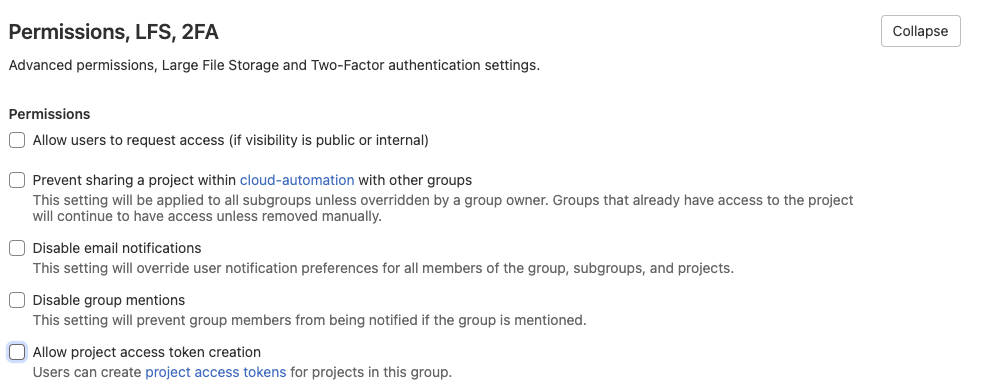 Permissions, LFS, 2FA
Collapse
Advanced permissions, Large File Storage and Two-Factor authentication settings.
Permissions
Allow users to request access (if visibility is public or internal)
Prevent sharing a project within cloud-automation with other groups
This setting will be applied to all subgroups unless overridden by a group owner. Groups that already have access to the project
will continue to have access unless removed manually.
Disable email notifications
This setting will override user notification preferences for all members of the group, subgroups, and projects.
Disable group mentions
This setting will prevent group members from being notified if the group is mentioned.
Allow project access token creation
Users can create project access tokens for projects in this group.